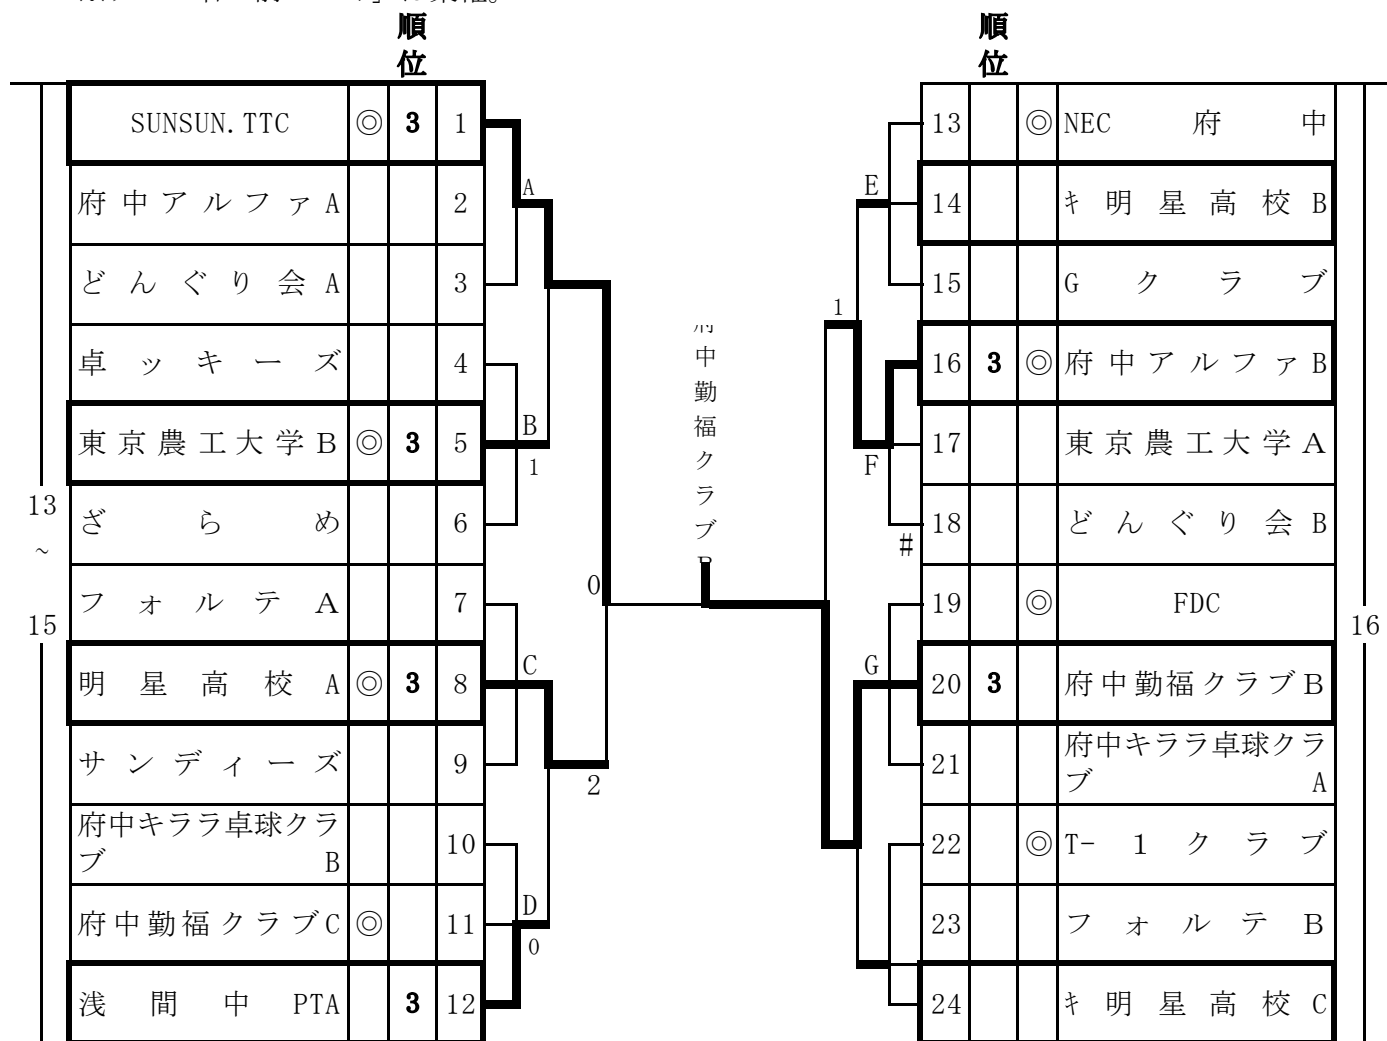 順 順
位 位
SUNSUN.TTC ◎ 3 1
府中アルファA 2
どんぐり会A 3
卓ッキーズ 4
東京農工大学B ◎ 3 5
ざらめ 6
フォルテA 7
明星高校A ◎ 3 8
サンディーズ 9
府中キララ卓球クラ
ブB 10
府中勤福クラブC ◎ 11
浅間中PTA 3 12
13
~
15
A
B
1
C
D
0
0
2
中
勤
福
ク
ラ
ブ
13 ◎ NEC府中
14 ｷ明星高校B
15 Gクラブ
16 3 ◎ 府中アルファB
17 東京農工大学A
18 どんぐり会B
19 ◎ FDC
20 3 府中勤福クラブB
21 府中キララ卓球クラ
ブA
22 ◎ T-1クラブ
23 フォルテB
24 ｷ明星高校C
E
1
F
#
G
16